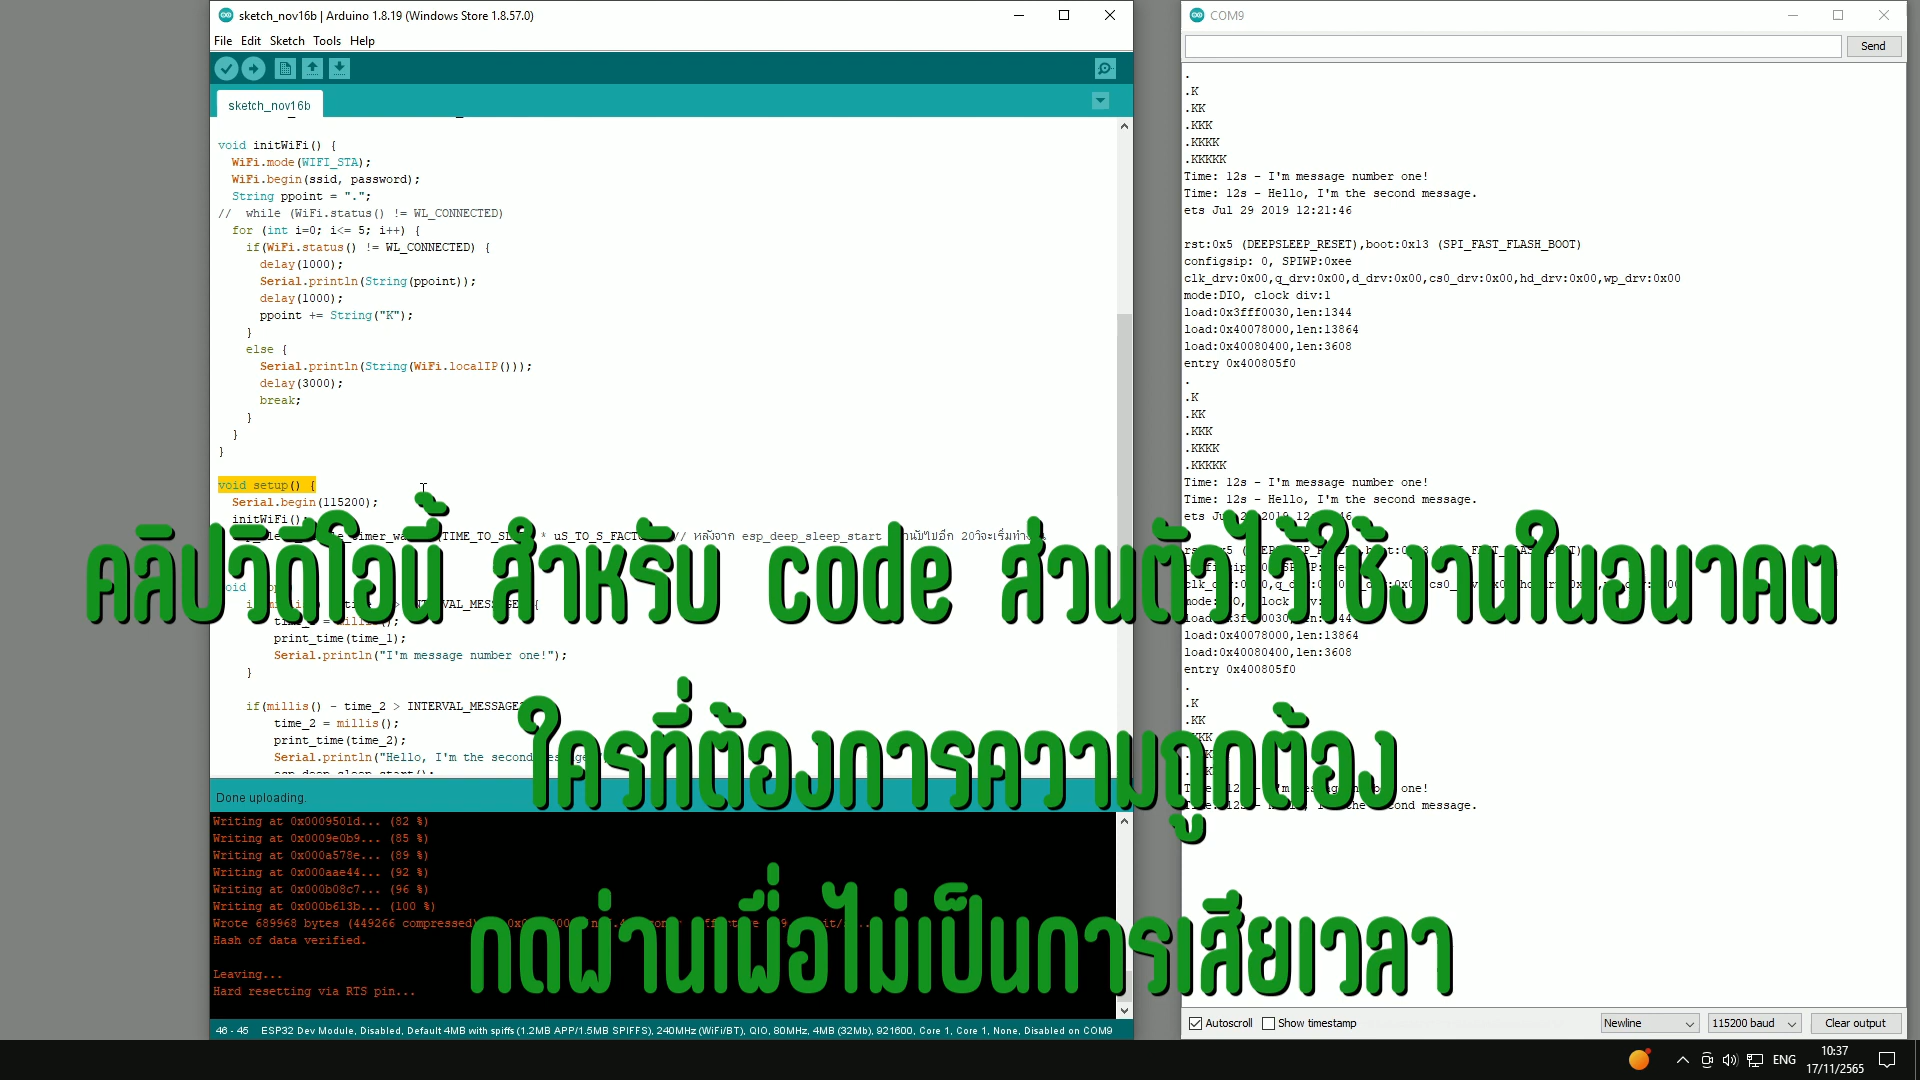 sketch_nov16b | Arduino 1.8.19 (Windows Store 1.8.57.0)
File Edit Sketch Tools Help
sketch_nov16b
void initWiFi() {
WiFi.mode(WIFI_STA);
WiFi.begin(ssid, password);
String ppoint = ".";
// while (WiFi.status() != WL_CONNECTED)
for (int i=0; i<= 5; i++) {
if(WiFi.status() != WL_CONNECTED) {
delay(1000);
Serial.println(String(ppoint));
delay(1000);
ppoint += String("K");
}
else {
Serial.println(String(WiFi.localIP()));
delay(3000);
break;
}
}
}
void setup() {
Serial.begin(115200);
initWiFi()
(TIME_TO_SL * uS_TO_S_FACTO // หลังจาก esp_deep_sleep_start
> INTERVAL_MESSAGE {
print_time(time_1);
Serial.println("I'm message number one!");
}
if(millis() - time_2 > INTERVAL_MESSAGE
time_2 = millis();
print_time(time_2);
Serial.println("Hello, I'm the second
esp_deep_sleep_start();
Done uploading.
Writing at 0x0009501d... (82 %)
Writing at 0x0009e0b9... (85 %)
Writing at 0x000a578e... (89 %)
Writing at 0x000aae44... (92 %)
Writing at 0x000b08c7... (96 %)
Writing at 0x000b613b... (100 %)
Wrote 689968 bytes (449266 compressed)
Hash of data verified.
Leaving...
Hard resetting via RTS pin...
46 - 45 ESP32 Dev Module, Disabled, Default 4MB with spiffs (1.2MB APP/1.5MB SPIFFS), 240MHz (WiFi/BT), QIO, 80MHz, 4MB (32Mb), 921600, Core 1, Core 1, None, Disabled on COM9
COM9
Send
.
.K
.KK
.KKK
.KKKK
.KKKKK
Time: 12s - I'm message number one!
Time: 12s - Hello, I'm the second message.
ets Jul 29 2019 12:21:46
rst:0x5 (DEEPSLEEP_RESET),boot:0x13 (SPI_FAST_FLASH_BOOT)
configsip: 0, SPIWP:0xee
clk_drv:0x00,q_drv:0x00,d_drv:0x00,cs0_drv:0x00,hd_drv:0x00,wp_drv:0x00
mode:DIO, clock div:1
load:0x3fff0030,len:1344
load:0x40078000,len:13864
load:0x40080400,len:3608
entry 0x400805f0
.
.K
.KK
.KKK
.KKKK
.KKKKK
Time: 12s - I'm message number one!
Time: 12s - Hello, I'm the second message.
load:0x40078000,len:13864
load:0x40080400,len:3608
entry 0x400805f0
.
.K
.KK
one!
message.
Autoscroll Show timestamp Newline 115200 baud Clear output
คลิปวิดีโอนี้ สำหรับ code ส่วนตัวไว้ใช้งานในอนาคต
ใครที่ต้องการความถูกต้อง
กดผ่านเพื่อไม่เป็นการเสียเวลา
ENG
10:37
17/11/2565